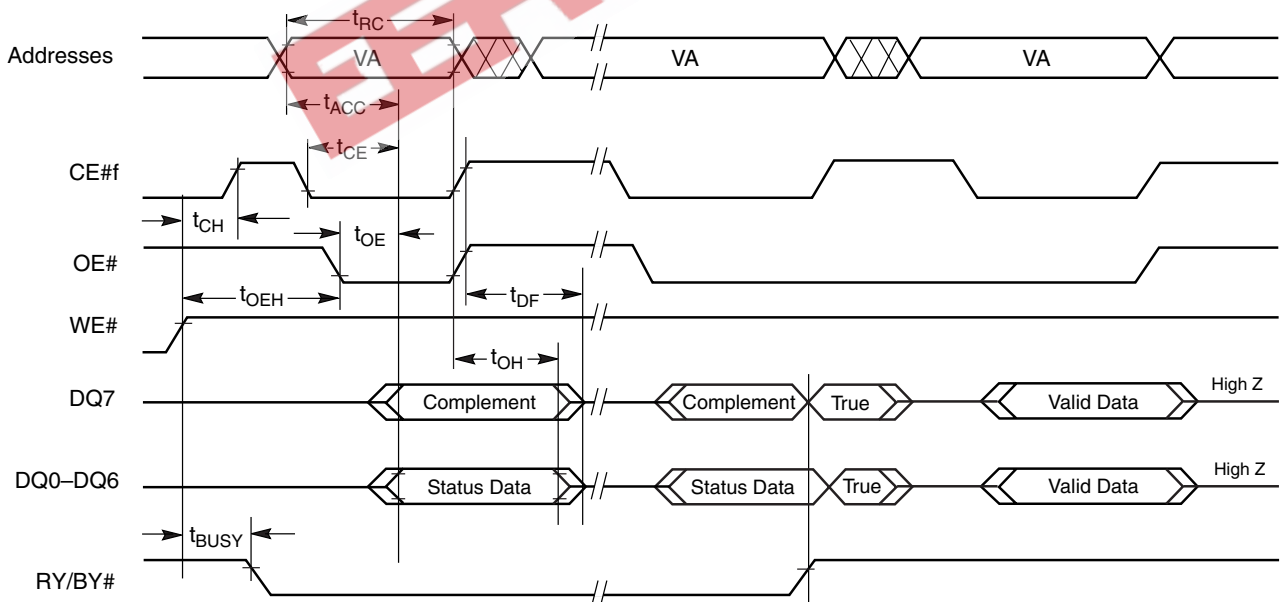 tRC
Addresses VA VA VA
tACC
tCE
CE#f
tCH
tOE
OE#
tOEH
tDF
WE#
tOH
DQ7 Complement Complement True Valid Data High Z
DQ0–DQ6 Status Data Status Data True Valid Data High Z
tBUSY
RY/BY#